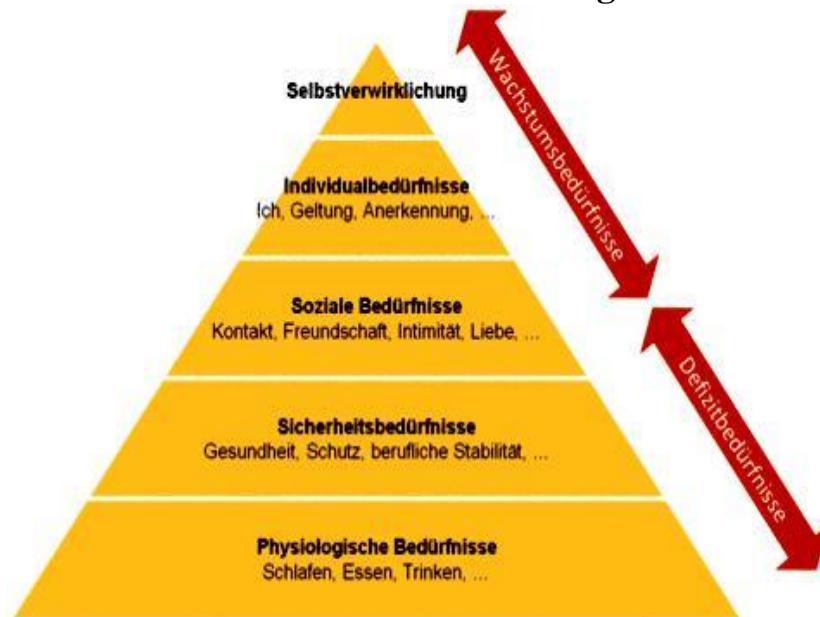 Selbstverwirklichung
Individualbedürfnisse
Ich, Geltung, Anerkennung, ...
Soziale Bedürfnisse
Kontakt, Freundschaft, Intimität, Liebe, ...
Sicherheitsbedürfnisse
Gesundheit, Schutz, berufliche Stabilität, ...
Physiologische Bedürfnisse
Schlafen, Essen, Trinken, ...
Wachstumsbedürfnisse
Defizitbedürfnisse